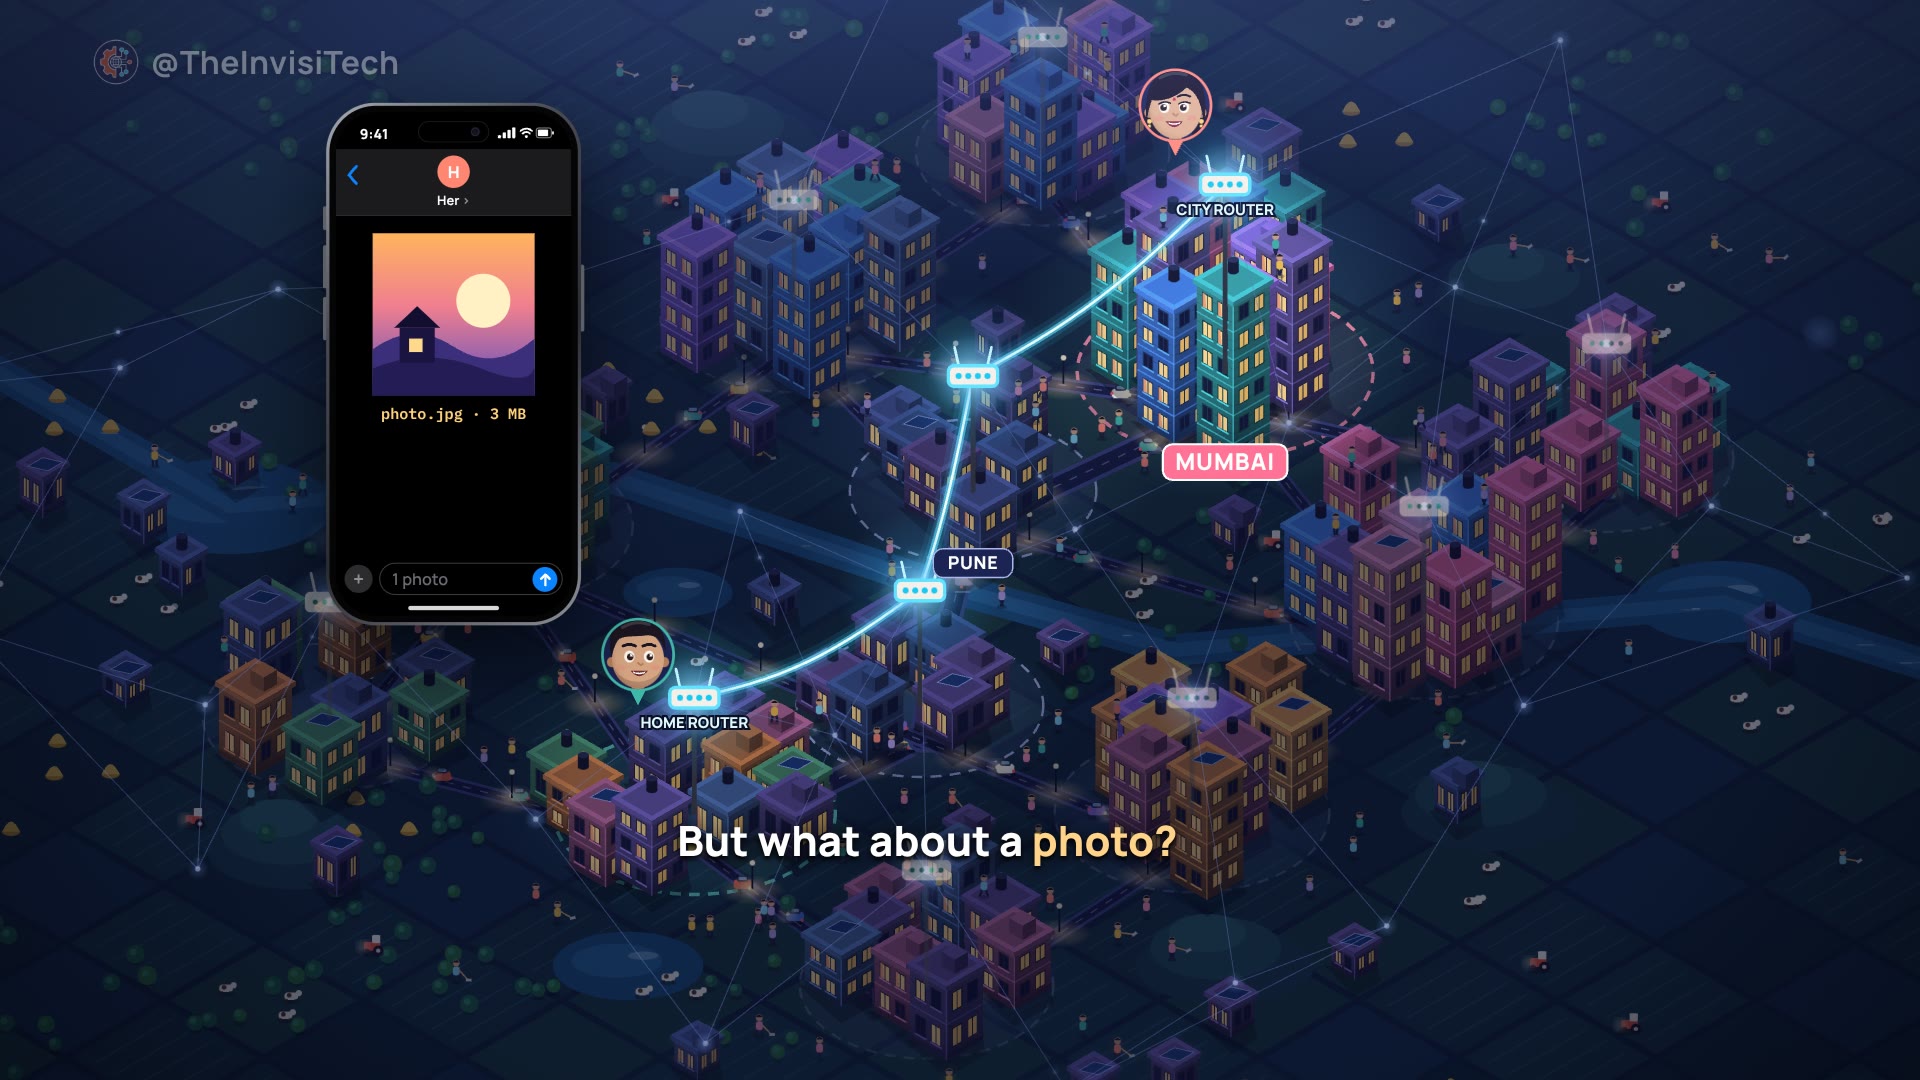 @TheInvisiTech
9:41
H
Her ›
photo.jpg · 3 MB
+ 1 photo
CITY ROUTER
MUMBAI
PUNE
HOME ROUTER
But what about a photo?